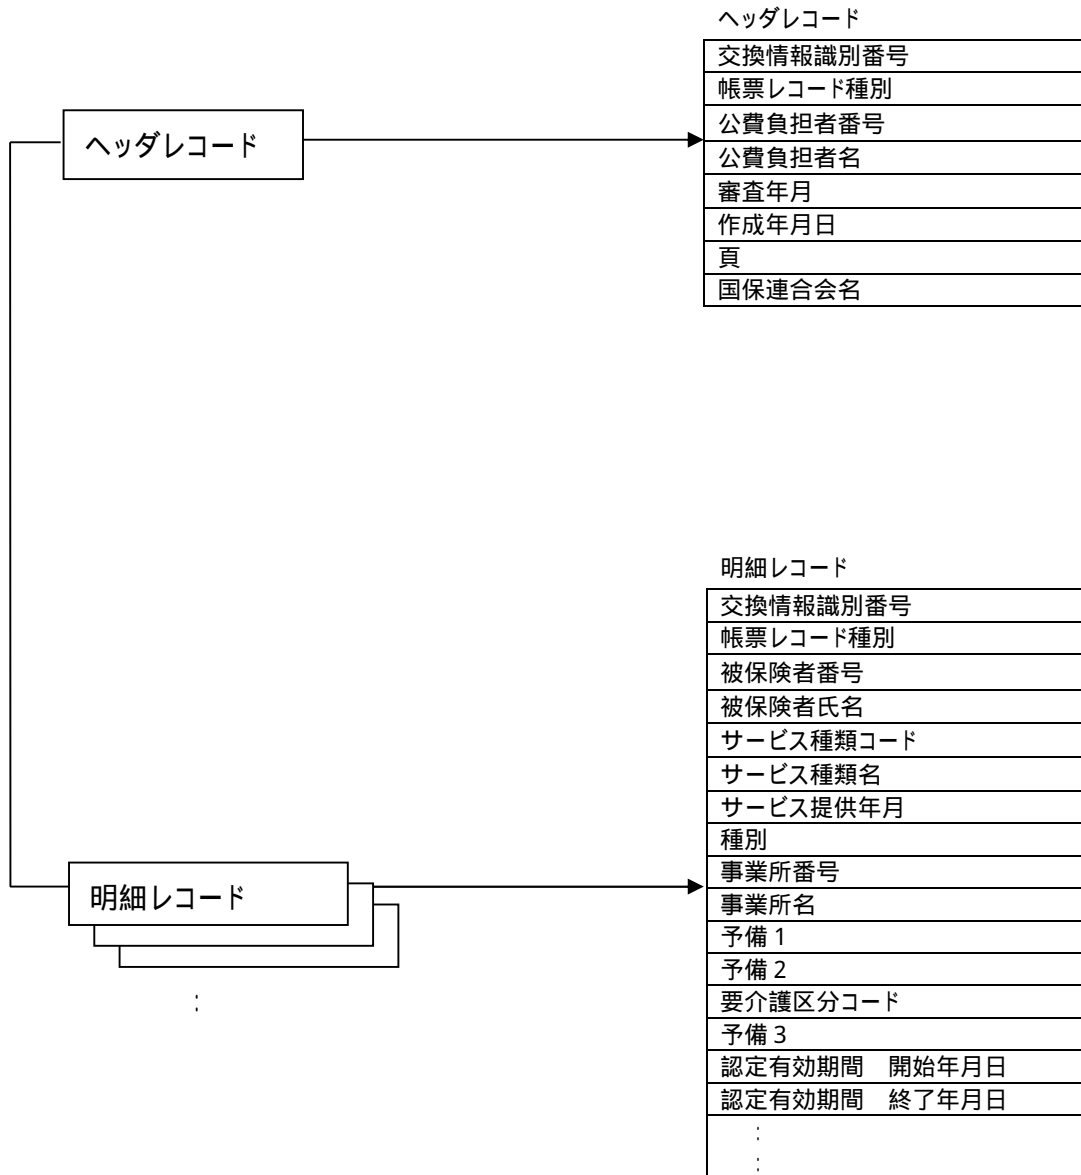 ヘッダレコード
ヘッダレコード
交換情報識別番号
帳票レコード種別
公費負担者番号
公費負担者名
審査年月
作成年月日
頁
国保連合会名
明細レコード
:
明細レコード
交換情報識別番号
帳票レコード種別
被保険者番号
被保険者氏名
サービス種類コード
サービス種類名
サービス提供年月
種別
事業所番号
事業所名
予備 1
予備 2
要介護区分コード
予備 3
認定有効期間　開始年月日
認定有効期間　終了年月日
:
: